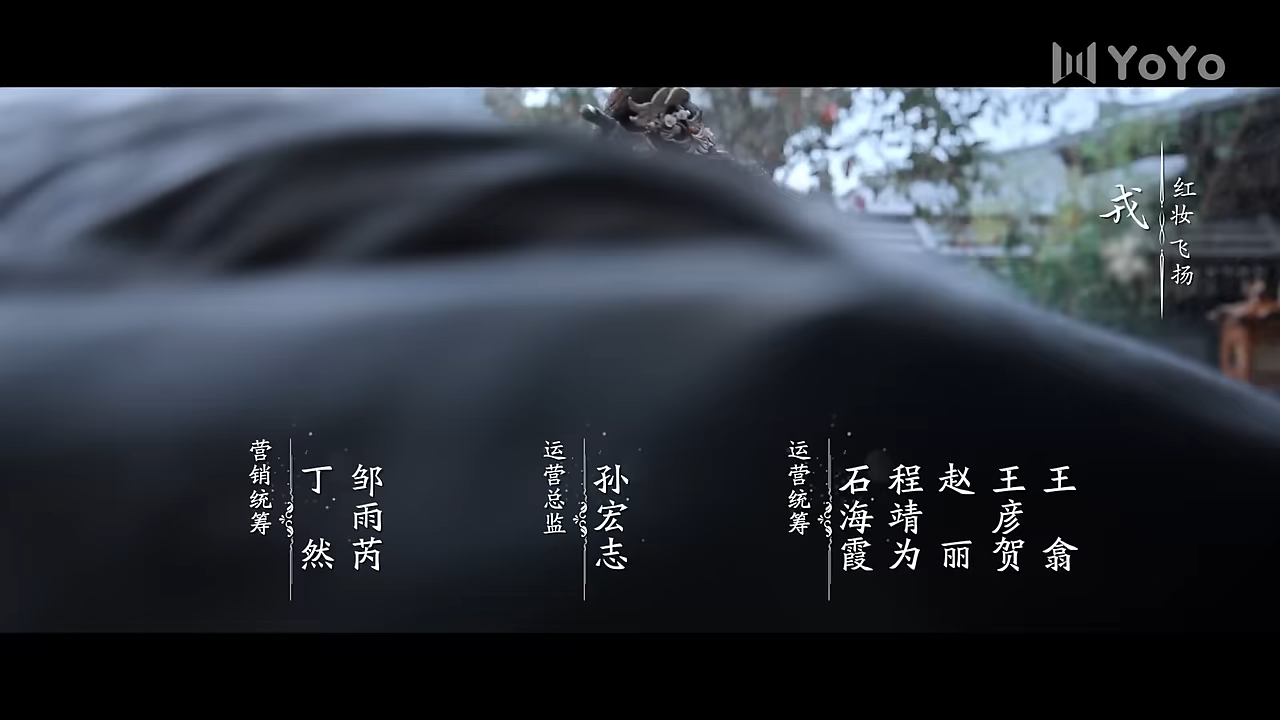 YoYo
戎
红妆飞扬
营销统筹
丁然
邹雨芮
运营总监
孙宏志
运营统筹
石海霞
程靖为
赵丽
王彦贺
王翕